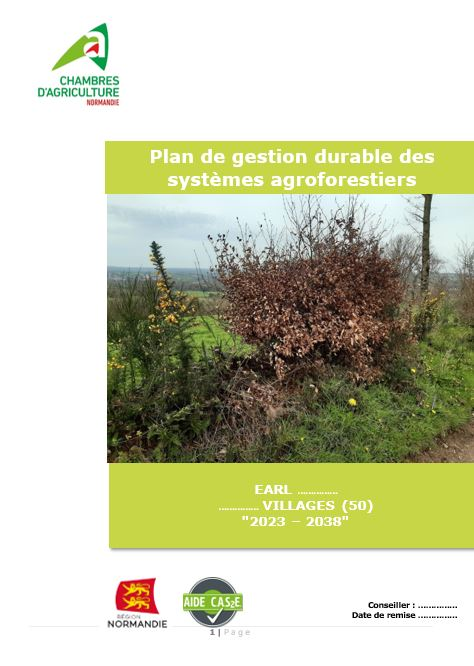 CHAMBRES
D'AGRICULTURE
NORMANDIE
Plan de gestion durable des
systèmes agroforestiers
EARL ..............
.............. VILLAGES (50)
"2023 – 2038"
RÉGION
NORMANDIE
AIDE CAS2E
Conseiller : ..............
Date de remise ..............
1 | Page